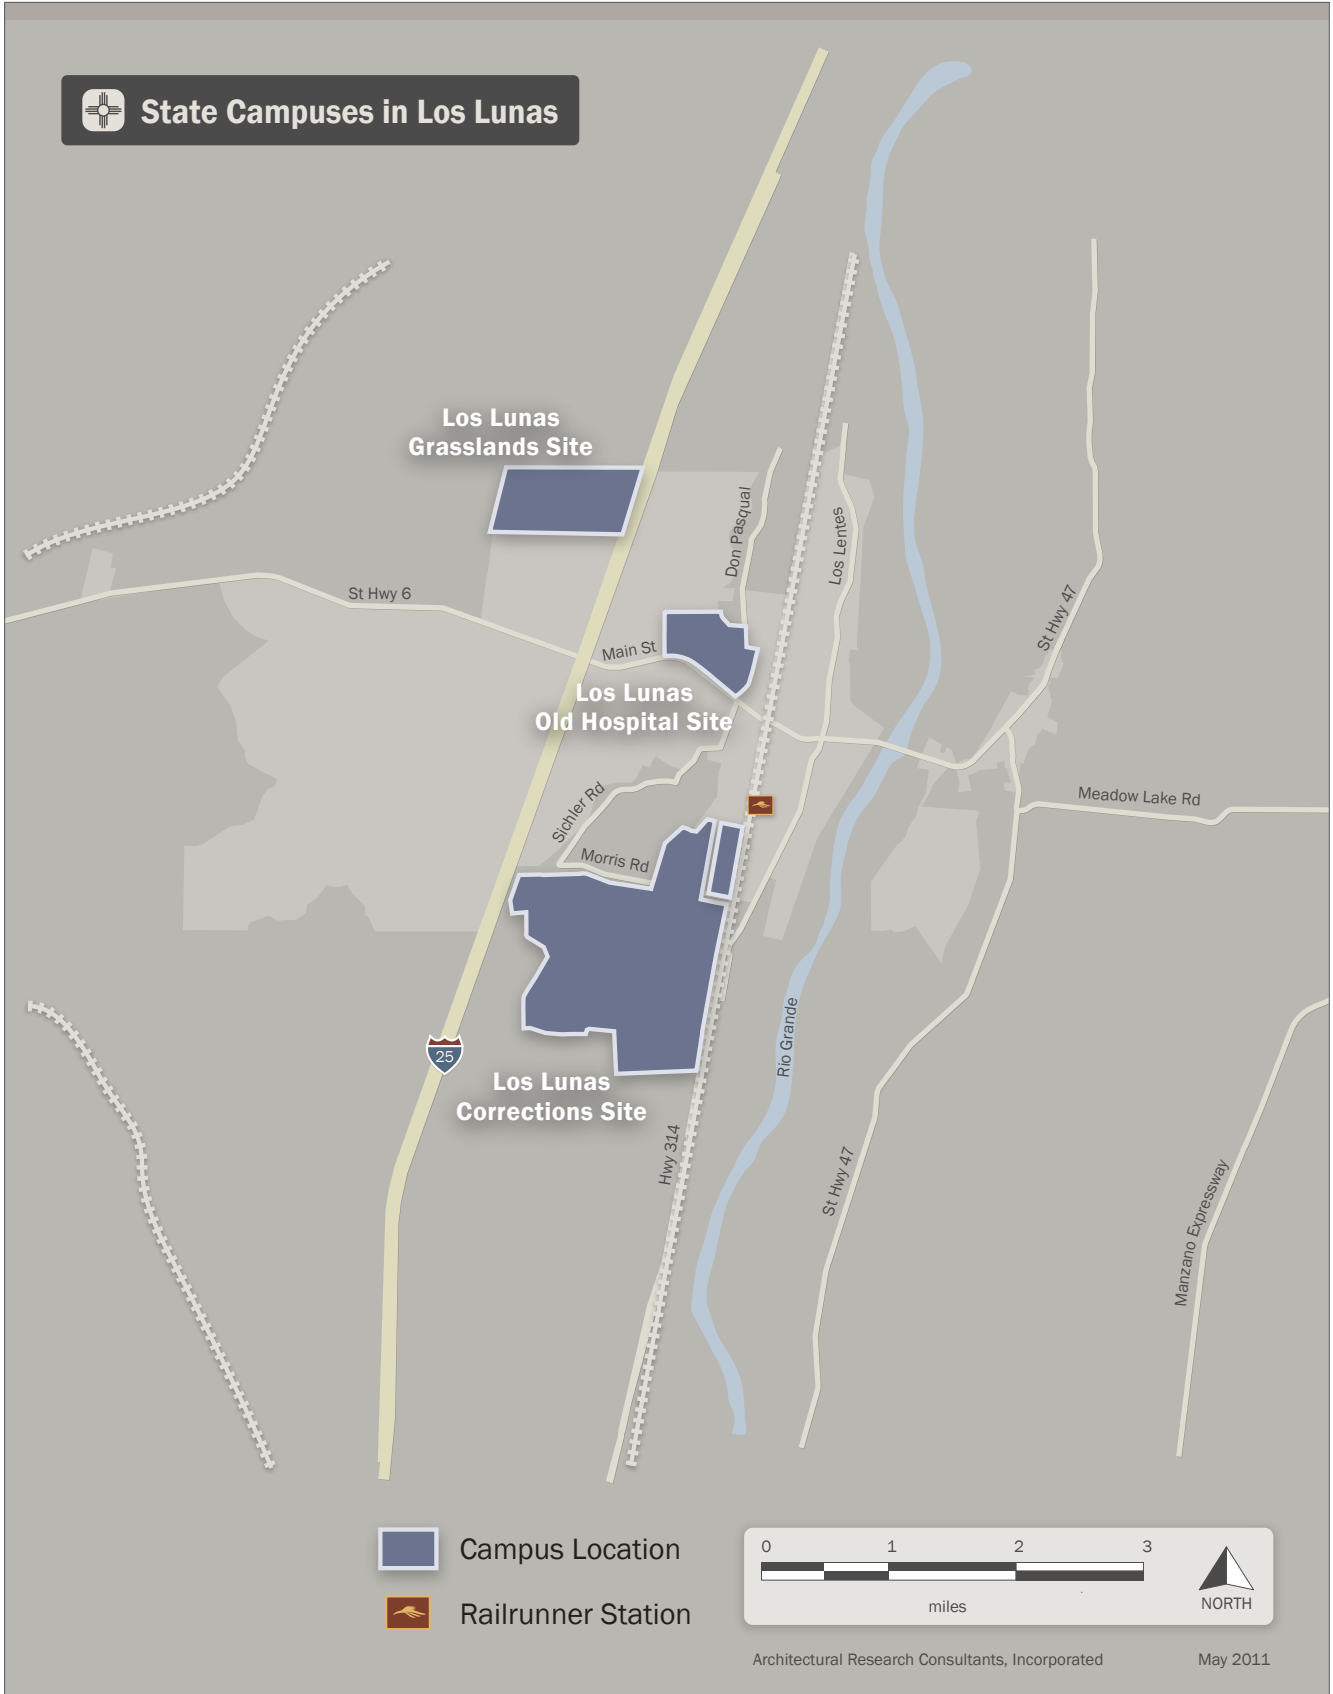 State Campuses in Los Lunas
Los Lunas
Grasslands Site
Don Pasqual
Los Lentes
St Hwy 6
St Hwy 47
Main St
Los Lunas
Old Hospital Site
Sichler Rd
Meadow Lake Rd
Morris Rd
Rio Grande
25
Los Lunas
Corrections Site
Hwy 314
St Hwy 47
Manzano Expressway
Campus Location
Railrunner Station
0 1 2 3
miles
NORTH
Architectural Research Consultants, Incorporated
May 2011